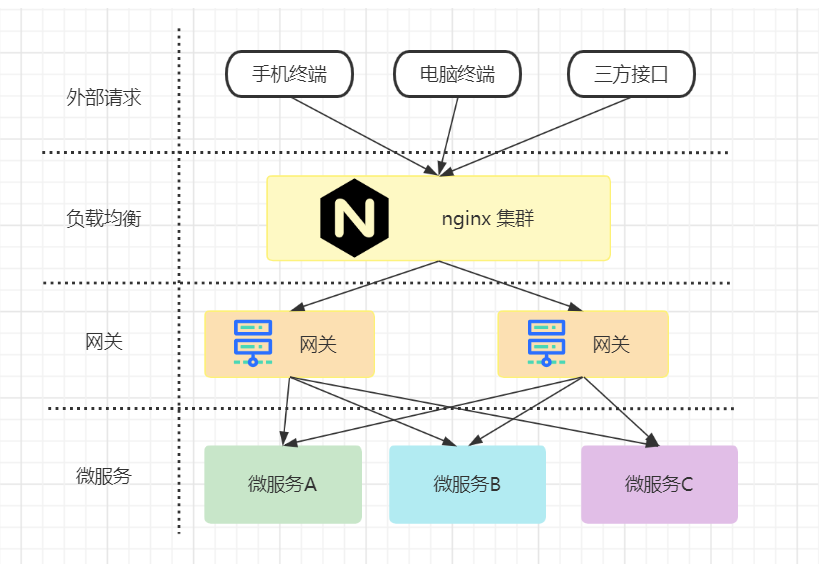 外部请求
手机终端
电脑终端
三方接口
负载均衡
N
nginx 集群
网关
网关
网关
微服务
微服务A
微服务B
微服务C